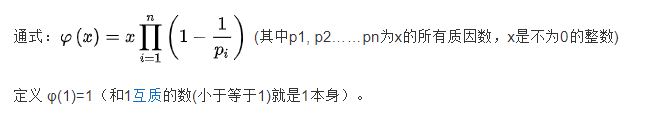 通式：φ(x)=x∏_{i=1}^{n}(1-1/p_i) (其中p1, p2……pn为x的所有质因数，x是不为0的整数)
定义 φ(1)=1（和1互质的数(小于等于1)就是1本身）。